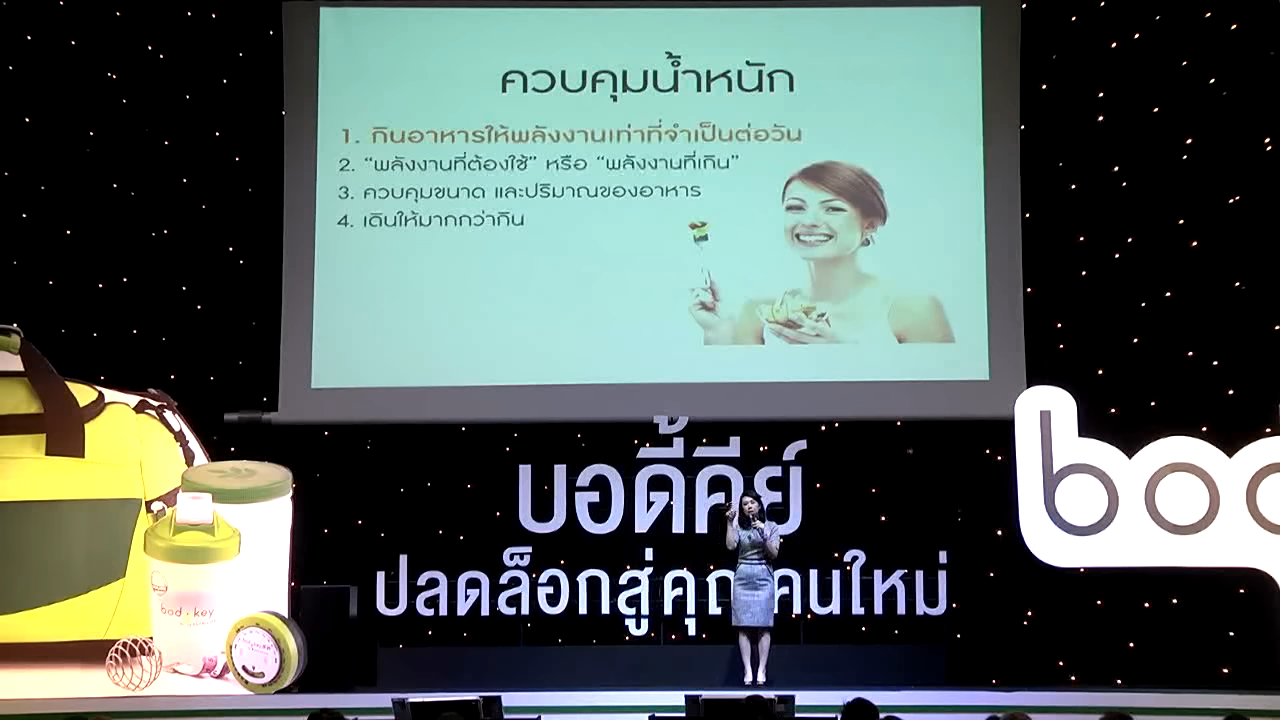 ควบคุมน้ำหนัก
1. กินอาหารให้พลังงานเท่าที่จำเป็นต่อวัน
2. “พลังงานที่ต้องใช้” หรือ “พลังงานที่เกิน”
3. ควบคุมขนาด และปริมาณของอาหาร
4. เดินให้มากกว่ากิน
บอดี้คีย์
ปลดล็อกสู่คุณคนใหม่
bod
bod·key